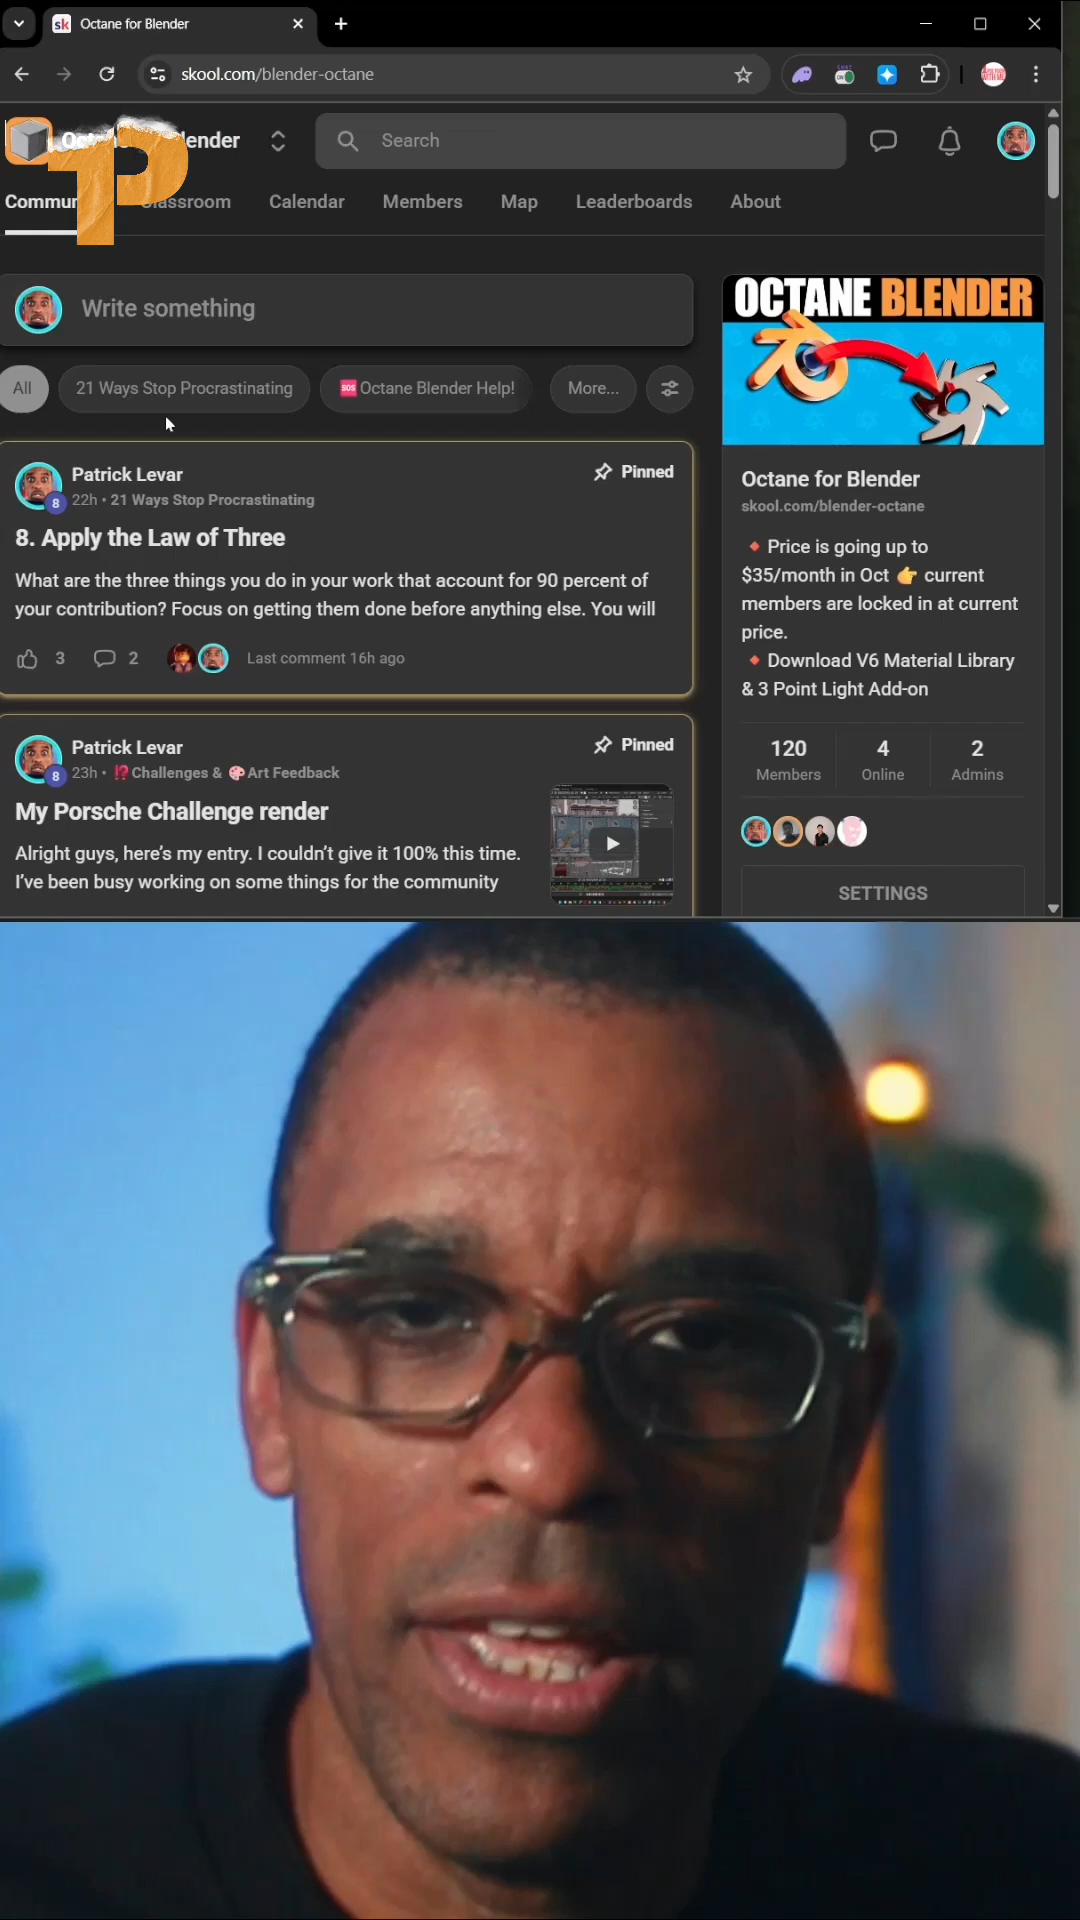 Octane for Blender
skool.com/blender-octane
ender
Search
Commun
Classroom
Calendar
Members
Map
Leaderboards
About
Write something
All
21 Ways Stop Procrastinating
SOS Octane Blender Help!
More...
Patrick Levar
Pinned
8
22h • 21 Ways Stop Procrastinating
8. Apply the Law of Three
What are the three things you do in your work that account for 90 percent of
your contribution? Focus on getting them done before anything else. You will
3
2
Last comment 16h ago
Patrick Levar
Pinned
8
23h • ⁉️Challenges & 🎨Art Feedback
My Porsche Challenge render
Alright guys, here's my entry. I couldn't give it 100% this time.
I've been busy working on some things for the community
OCTANE BLENDER
Octane for Blender
skool.com/blender-octane
🔸Price is going up to
$35/month in Oct 👉 current
members are locked in at current
price.
🔸Download V6 Material Library
& 3 Point Light Add-on
120
Members
4
Online
2
Admins
SETTINGS